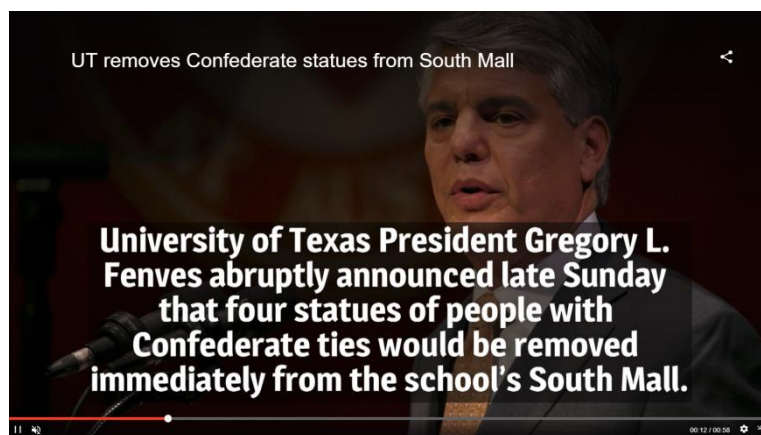 UT removes Confederate statues from South Mall
University of Texas President Gregory L.
Fenves abruptly announced late Sunday
that four statues of people with
Confederate ties would be removed
immediately from the school's South Mall.
00:12 / 00:58